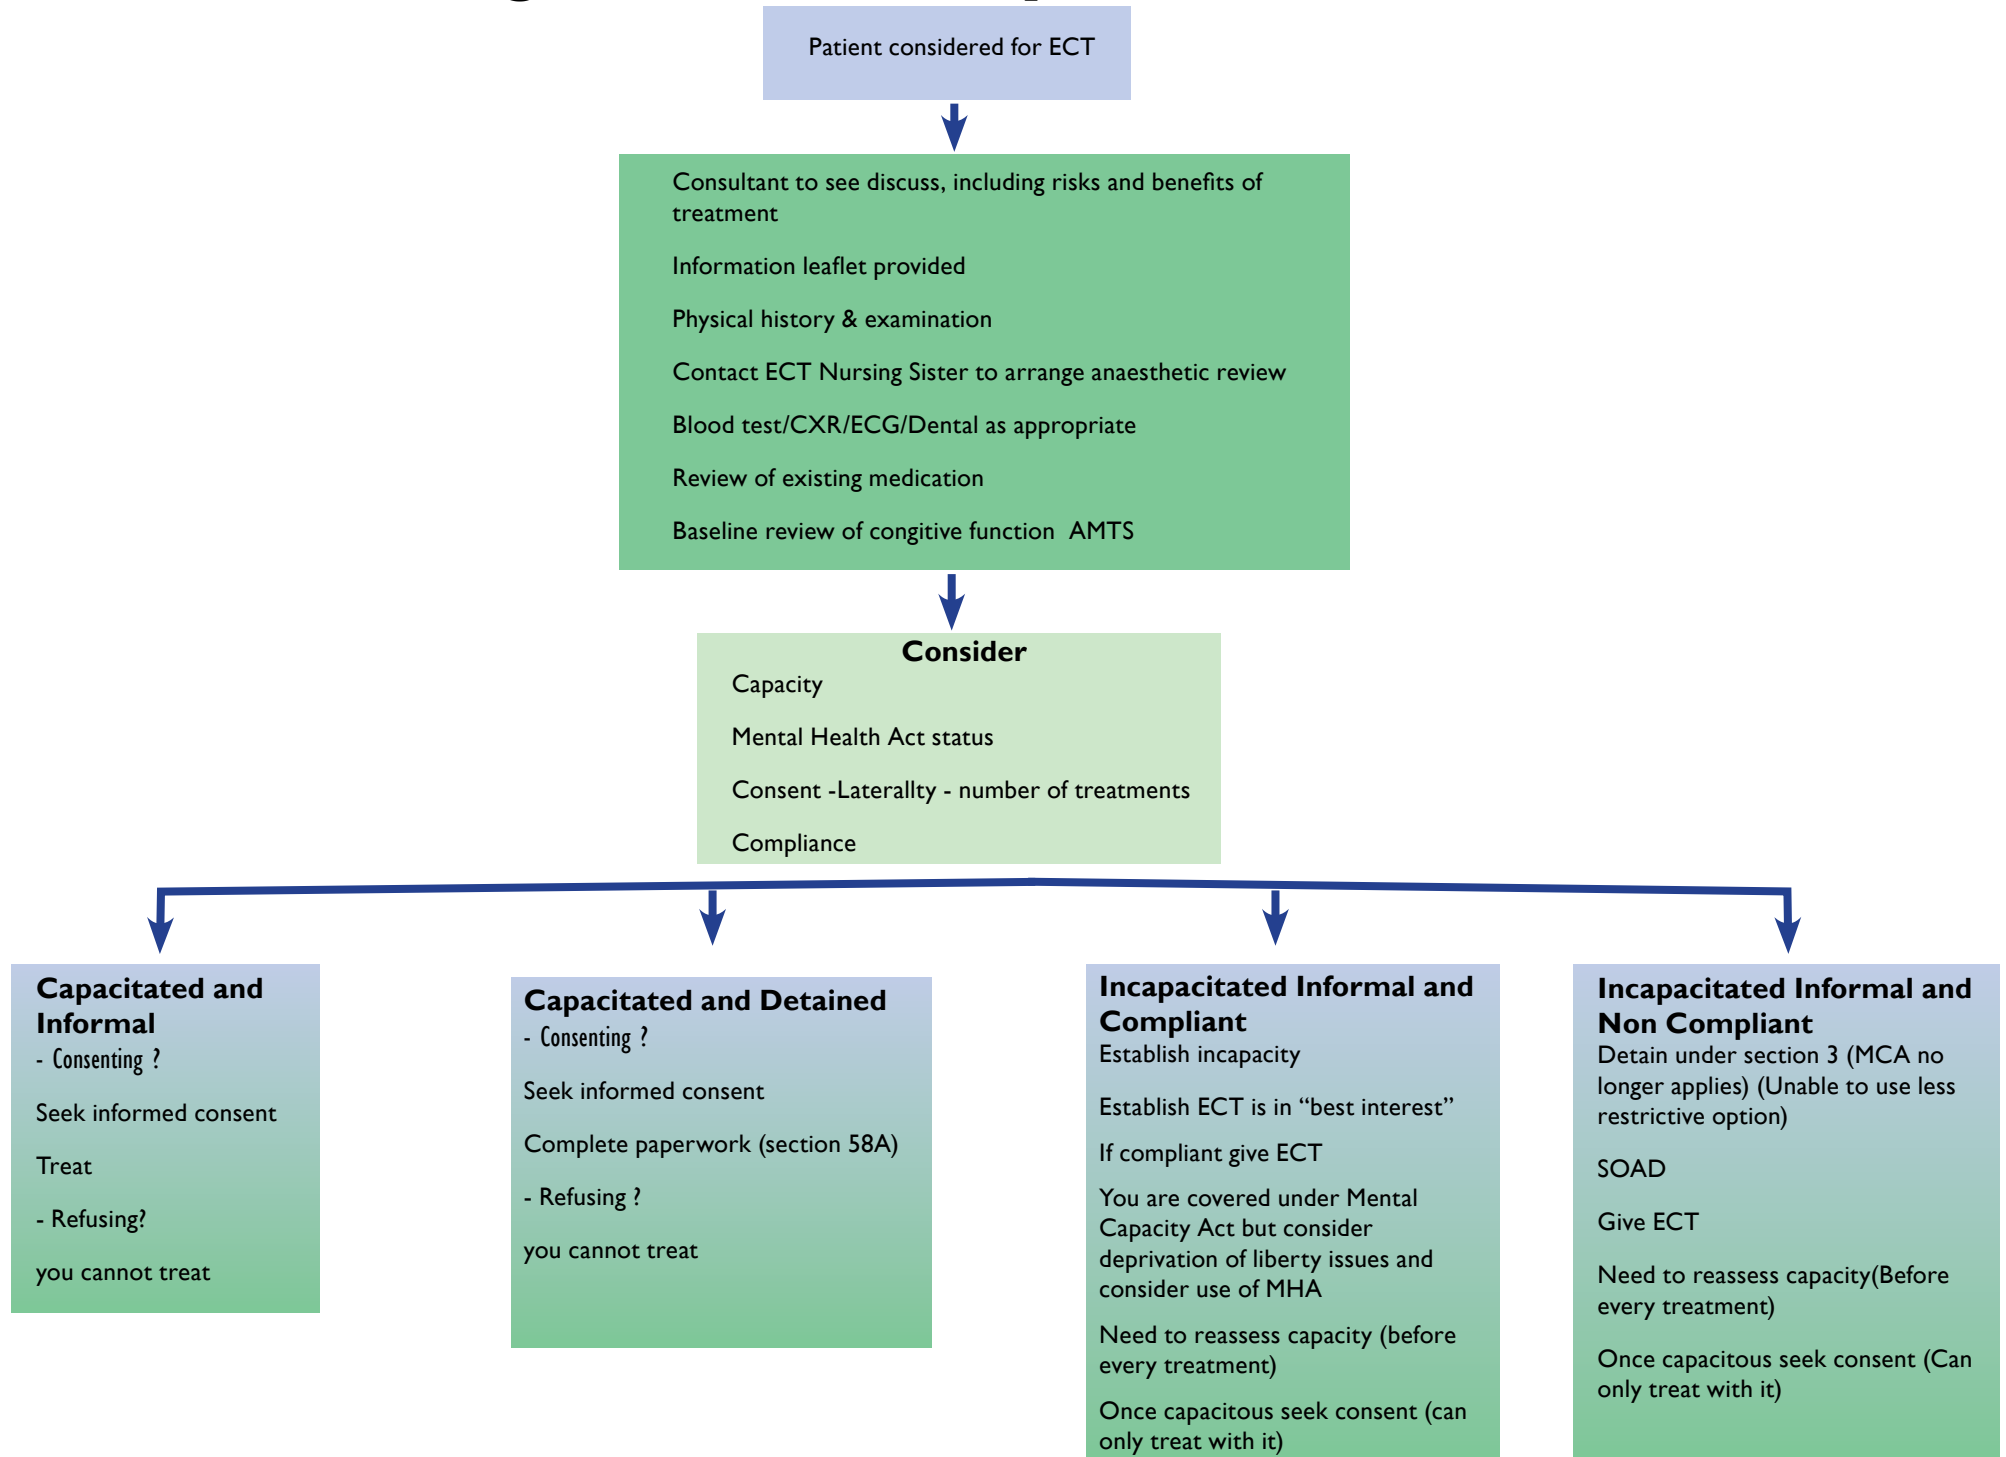 Patient considered for ECT
Consultant to see discuss, including risks and benefits of
treatment
Information leaflet provided
Physical history & examination
Contact ECT Nursing Sister to arrange anaesthetic review
Blood test/CXR/ECG/Dental as appropriate
Review of existing medication
Baseline review of congitive function  AMTS
Consider
Capacity
Mental Health Act status
Consent -Laterallty - number of treatments
Compliance
Capacitated and
Informal
- Consenting ?
Seek informed consent
Treat
- Refusing?
you cannot treat
Capacitated and Detained
- Consenting ?
Seek informed consent
Complete paperwork (section 58A)
- Refusing ?
you cannot treat
Incapacitated Informal and
Compliant
Establish incapacity
Establish ECT is in “best interest”
If compliant give ECT
You are covered under Mental
Capacity Act but consider
deprivation of liberty issues and
consider use of MHA
Need to reassess capacity (before
every treatment)
Once capacitous seek consent (can
only treat with it)
Incapacitated Informal and
Non Compliant
Detain under section 3 (MCA no
longer applies) (Unable to use less
restrictive option)
SOAD
Give ECT
Need to reassess capacity(Before
every treatment)
Once capacitous seek consent (Can
only treat with it)